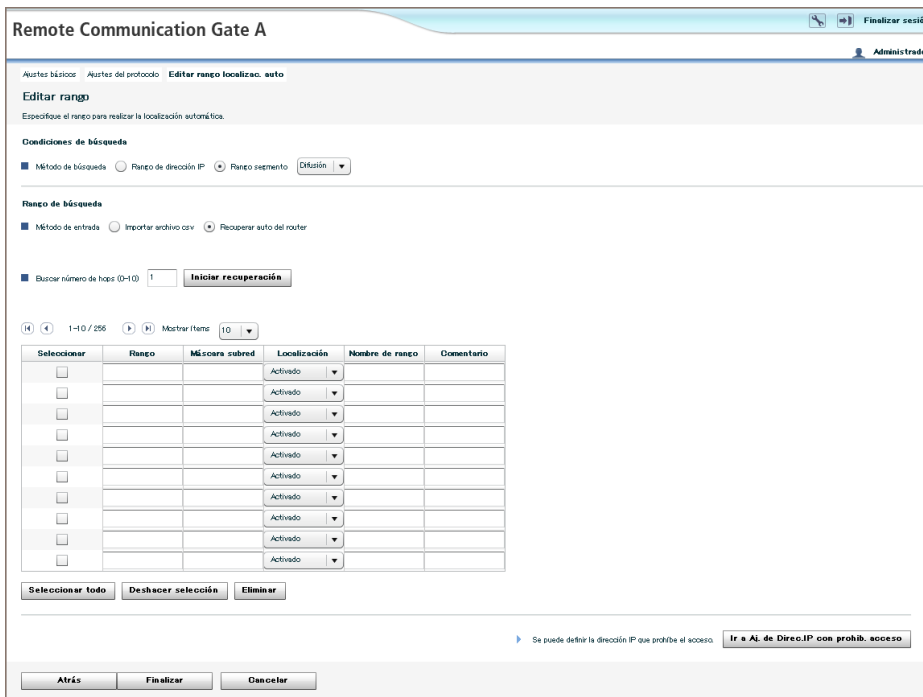 Remote Communication Gate A
Finalizar sesió
Administrado
Ajustes básicos Ajustes del protocolo Editar rango localizac. auto
Editar rango
Especifique el rango para realizar la localización automática.
Condiciones de búsqueda
Método de búsqueda Rango de dirección IP Rango segmento Difusión
Rango de búsqueda
Método de entrada Importar archivo csv Recuperar auto del router
Buscar número de hops (0-10) 1 Iniciar recuperación
1-10 / 256 Mostrar ítems 10
Seleccionar Rango Máscara subred Localización Nombre de rango Comentario
Activado
Activado
Activado
Activado
Activado
Activado
Activado
Activado
Activado
Activado
Seleccionar todo Deshacer selección Eliminar
Se puede definir la dirección IP que prohíbe el acceso. Ir a Aj. de Direc.IP con prohib. acceso
Atrás Finalizar Cancelar